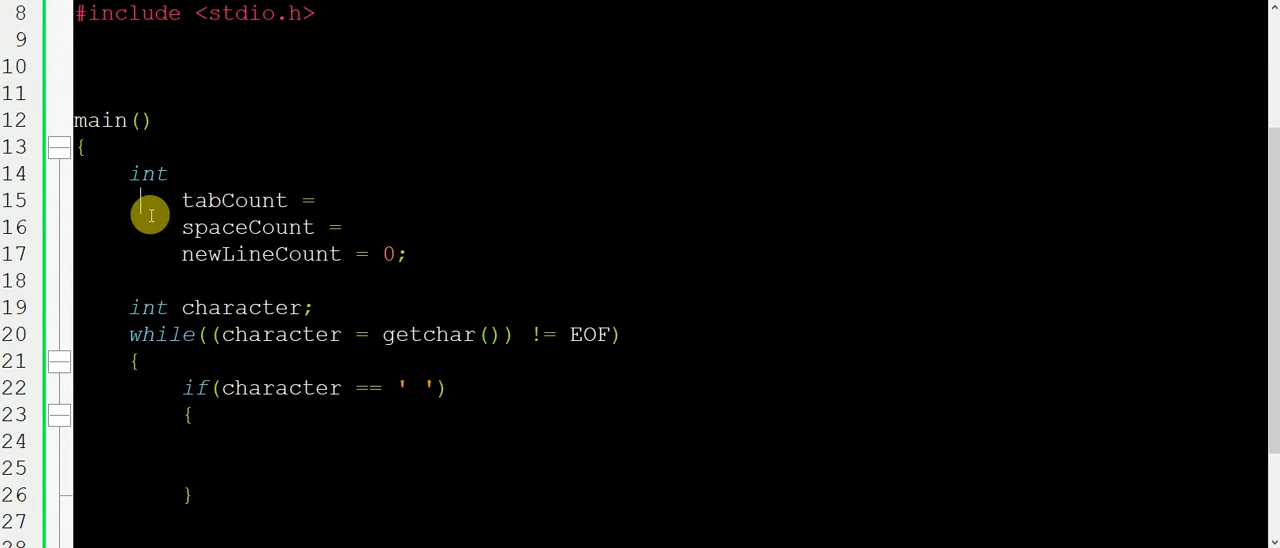 8 #include <stdio.h>
9
10
11
12 main()
13 {
14 int
15 tabCount =
16 spaceCount =
17 newLineCount = 0;
18
19 int character;
20 while((character = getchar()) != EOF)
21 {
22 if(character == ' ')
23 {
24
25
26 }
27
28